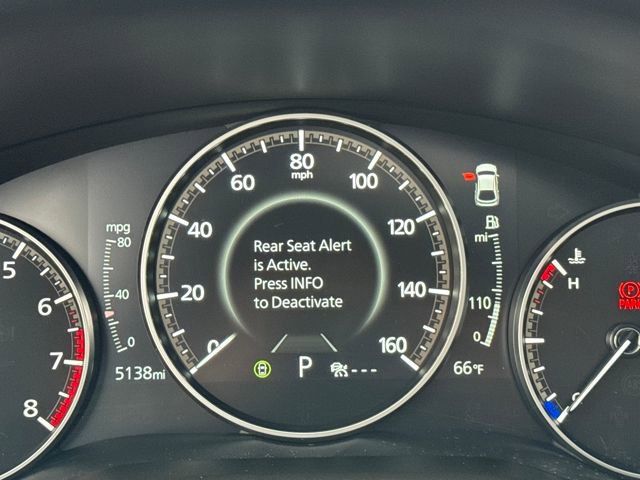 80
mph
60
100
40
120
20
140
0
160
Rear Seat Alert
is Active.
Press INFO
to Deactivate
mpg
80
40
0
5138mi
P
---
66°F
mi
110
0
5
6
7
8
H
PARK